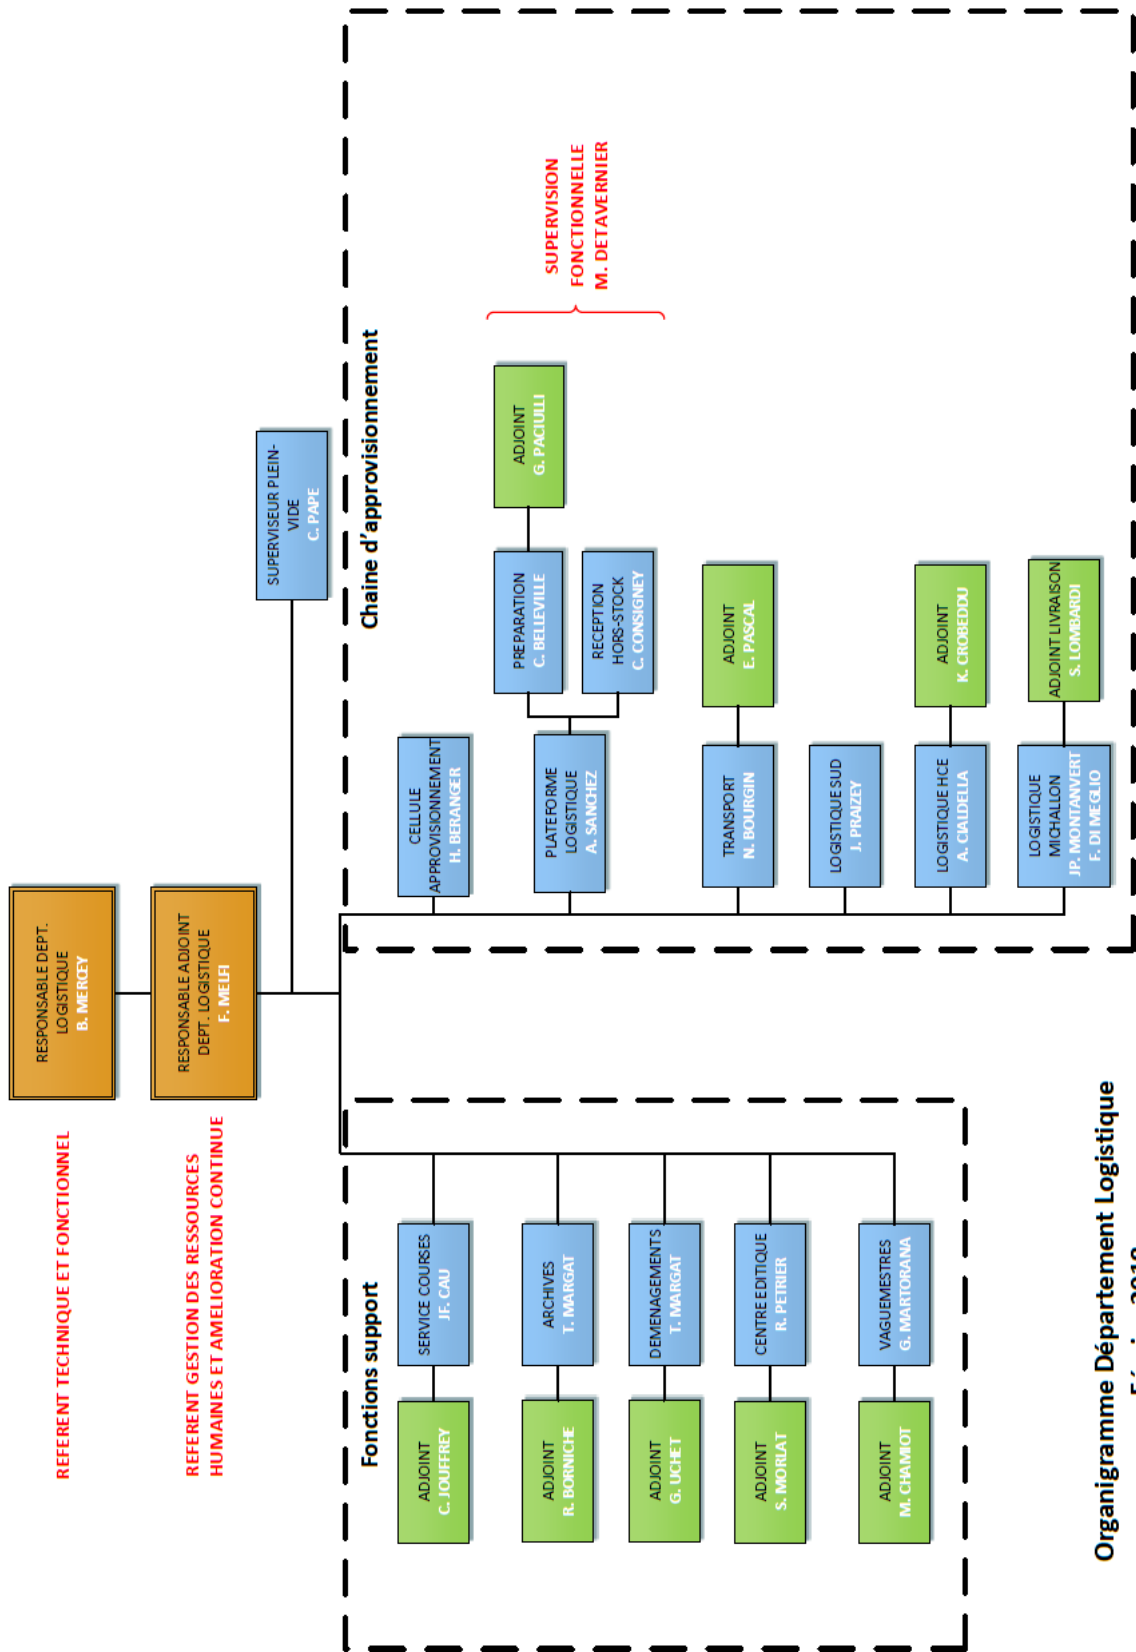 RESPONSABLE DEPT.
LOGISTIQUE
B. MERCEY
REFERENT TECHNIQUE ET FONCTIONNEL
RESPONSABLE ADJOINT
DEPT. LOGISTIQUE
F. MELFI
REFERENT GESTION DES RESSOURCES
HUMAINES ET AMELIORATION CONTINUE
SUPERVISEUR PLEIN-
VIDE
C. PAPE
Fonctions support
ADJOINT
C. JOUFFREY
SERVICE COURSES
JF. CAU
ADJOINT
R. BORNICHE
ARCHIVES
T. MARGAT
ADJOINT
G. UCHET
DEMENAGEMENTS
T. MARGAT
ADJOINT
S. MORLAT
CENTRE EDITIQUE
R. PETRIER
ADJOINT
M. CHAMIOT
VAGUEMESTRES
G. MARTORANA
Chaine d'approvisionnement
CELLULE
APPROVISIONNEMENT
H. BERANGER
PLATEFORME
LOGISTIQUE
A. SANCHEZ
PREPARATION
C. BELLEVILLE
ADJOINT
G. PACIULLI
RECEPTION
HORS-STOCK
C. CONSIGNEY
SUPERVISION
FONCTIONNELLE
M. DETAVERNIER
TRANSPORT
N. BOURGIN
ADJOINT
E. PASCAL
LOGISTIQUE SUD
J. PRAIZEY
LOGISTIQUE HCE
A. CIALDELLA
ADJOINT
K. CROBEDDU
LOGISTIQUE
MICHALLON
JP. MONTANVERT
F. DI MEGLIO
ADJOINT LIVRAISON
S. LOMBARDI
Organigramme Département Logistique